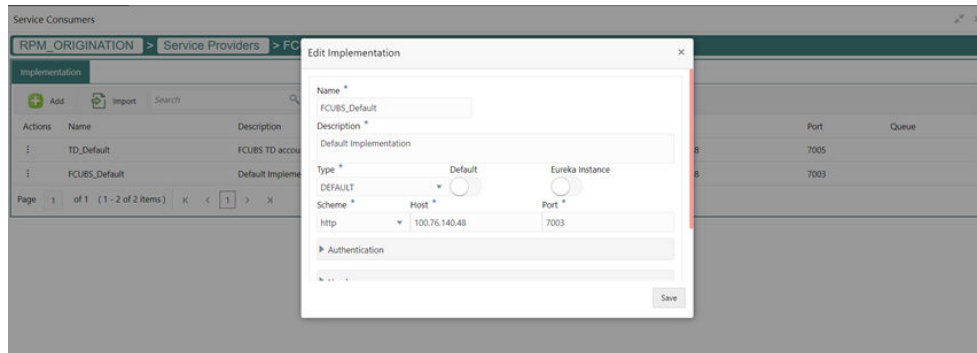 Service Consumers
RPM_ORIGINATION > Service Providers > FC
Edit Implementation
Implementation
Add Import Search
Name *
FCUBS_Default
Description *
Default Implementation
Type * Default Eureka Instance
DEFAULT
Scheme * Host * Port *
http 100.76.140.48 7003
Authentication
Save
Actions Name Description Port Queue
TD_Default FCUBS TD accou 8 7005
FCUBS_Default Default Impleme 8 7003
Page 1 of 1 (1 - 2 of 2 items) K < 1 > X